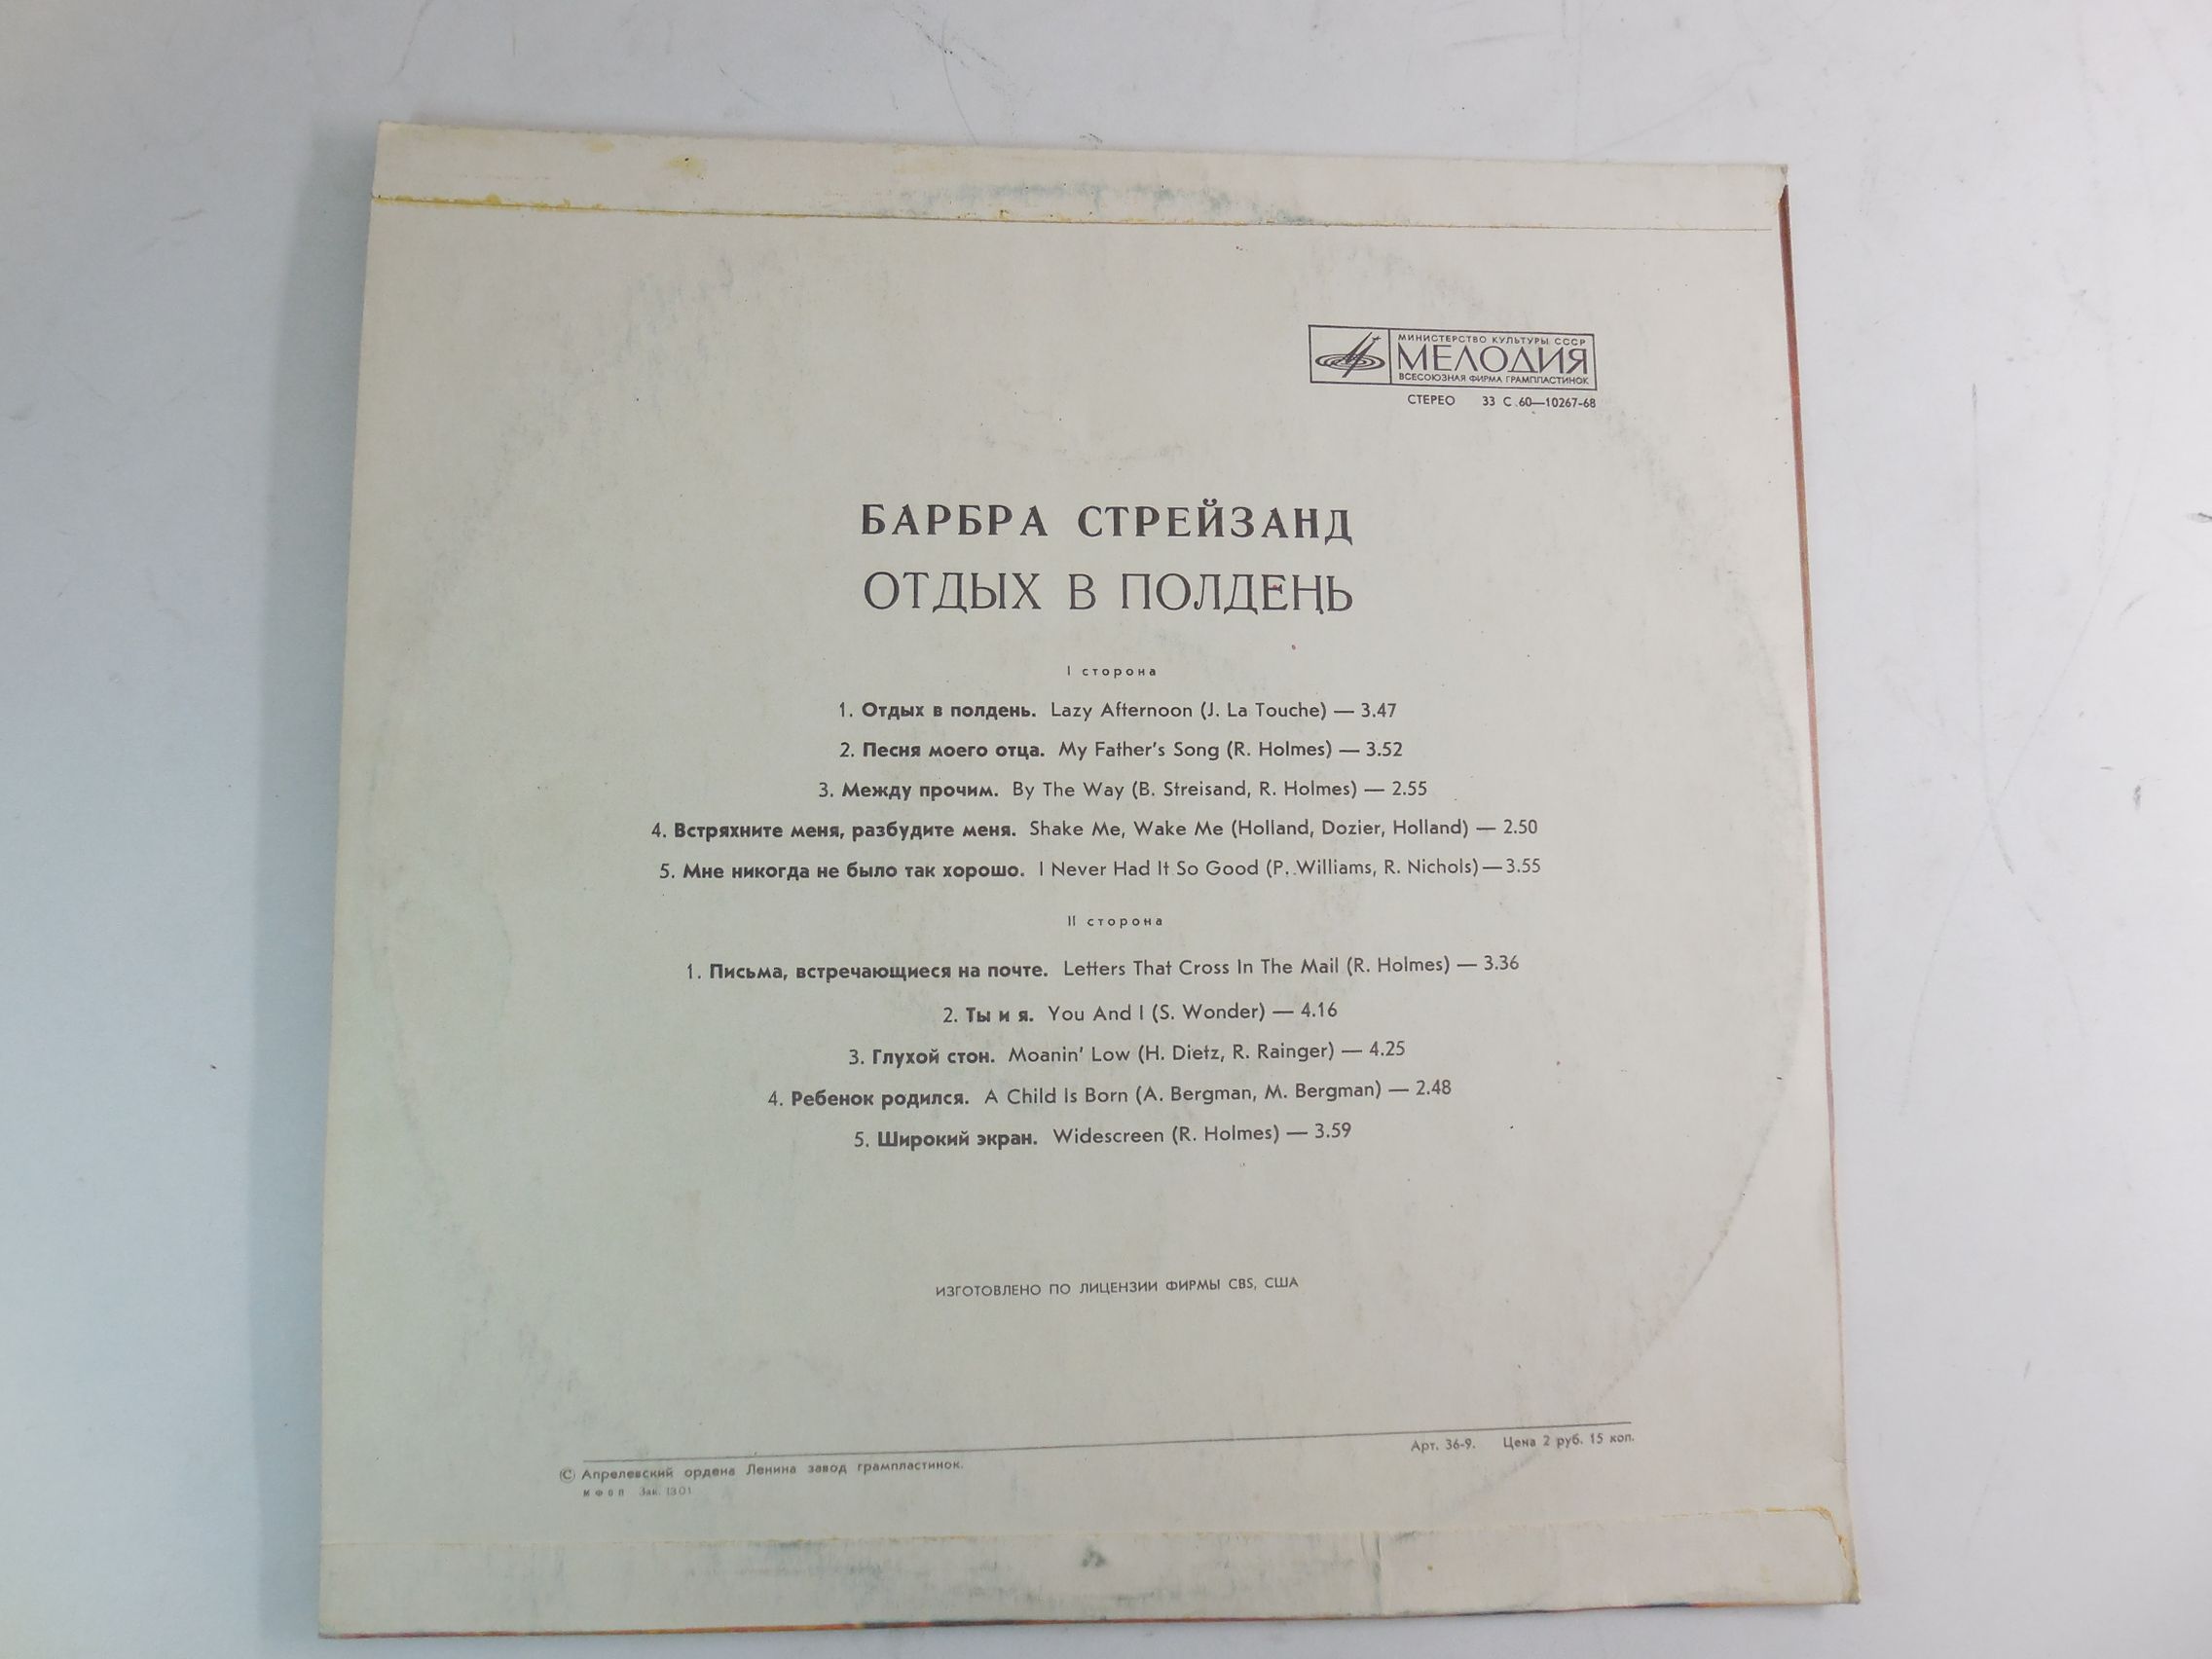 МИНИСТЕРСТВО КУЛЬТУРЫ СССР
МЕЛОДИЯ
ВСЕСОЮЗНАЯ ФИРМА ГРАМПЛАСТИНОК
СТЕРЕО 33 С 60—10267-68
БАРБРА СТРЕЙЗАНД
ОТДЫХ В ПОЛДЕНЬ
I сторона
1. Отдых в полдень. Lazy Afternoon (J. La Touche) — 3.47
2. Песня моего отца. My Father's Song (R. Holmes) — 3.52
3. Между прочим. By The Way (B. Streisand, R. Holmes) — 2.55
4. Встряхните меня, разбудите меня. Shake Me, Wake Me (Holland, Dozier, Holland) — 2.50
5. Мне никогда не было так хорошо. I Never Had It So Good (P. Williams, R. Nichols) — 3.55
II сторона
1. Письма, встречающиеся на почте. Letters That Cross In The Mail (R. Holmes) — 3.36
2. Ты и я. You And I (S. Wonder) — 4.16
3. Глухой стон. Moanin' Low (H. Dietz, R. Rainger) — 4.25
4. Ребенок родился. A Child Is Born (A. Bergman, M. Bergman) — 2.48
5. Широкий экран. Widescreen (R. Holmes) — 3.59
ИЗГОТОВЛЕНО ПО ЛИЦЕНЗИИ ФИРМЫ CBS, США
Арт. 36-9. Цена 2 руб. 15 коп.
© Апрелевский ордена Ленина завод грампластинок.
МФВП Зак. 1301